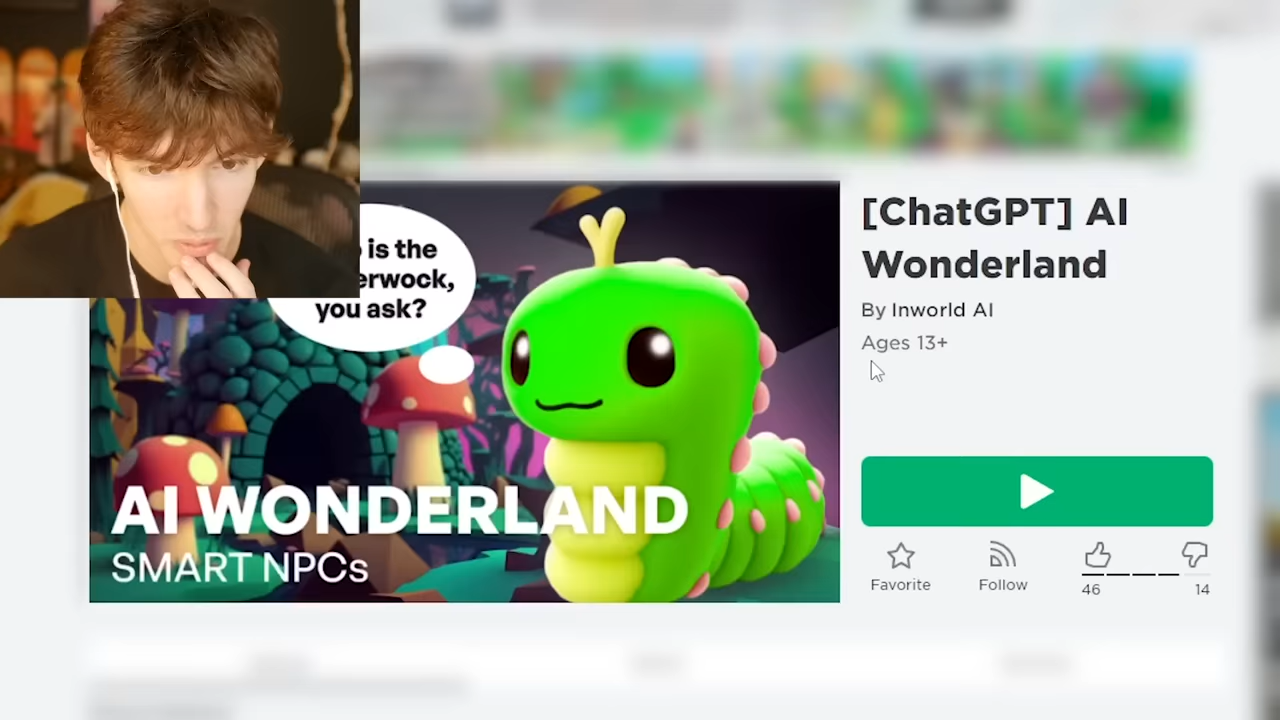 is the
you ask?
AI WONDERLAND
SMART NPCs
[ChatGPT] AI
Wonderland
By Inworld AI
Ages 13+
Favorite
Follow
46
14